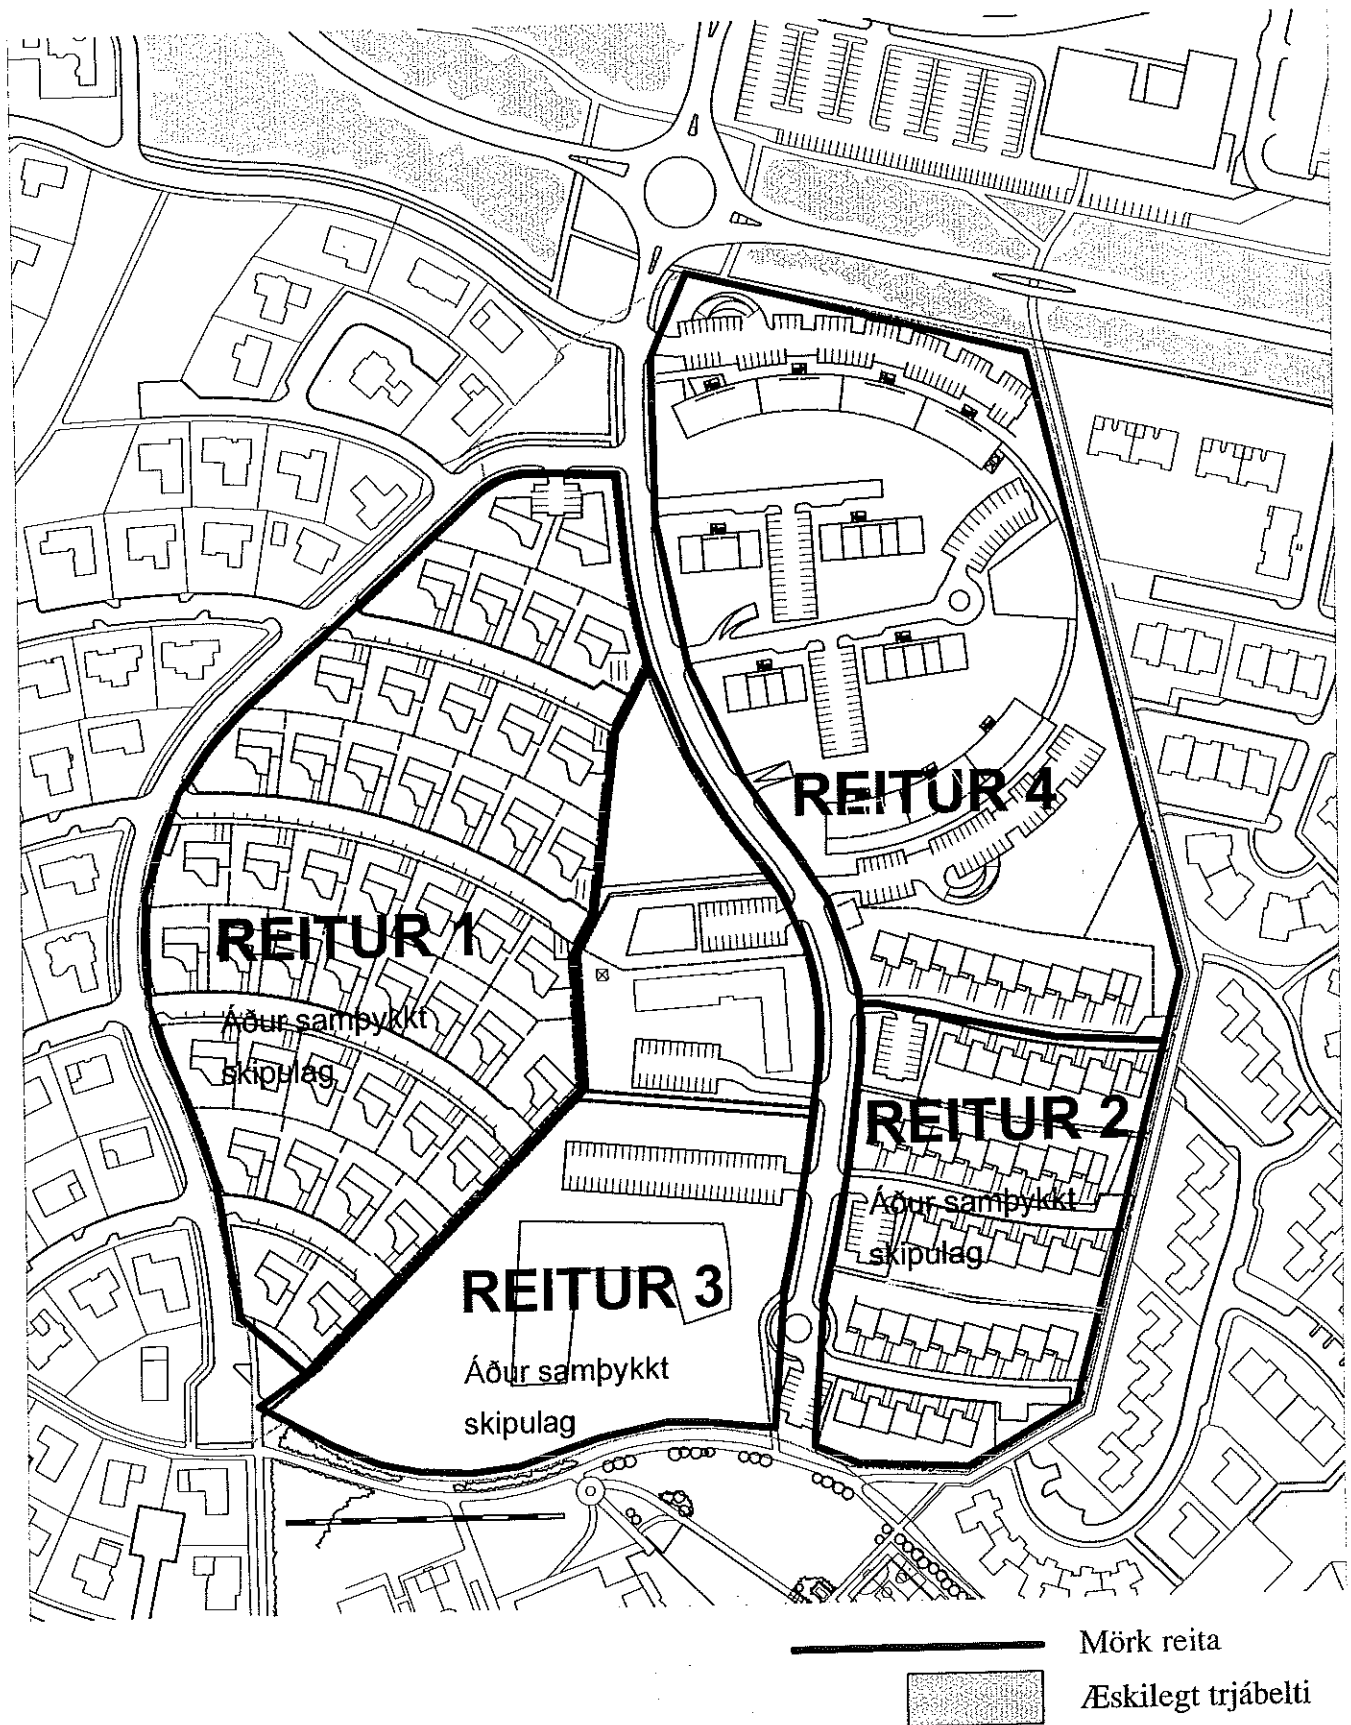 REITUR 4
REITUR 1
Áður samþykkt
skipulag
REITUR 2
Áður samþykkt
skipulag
REITUR 3
Áður samþykkt
skipulag
Mörk reita
Æskilegt trjábelti